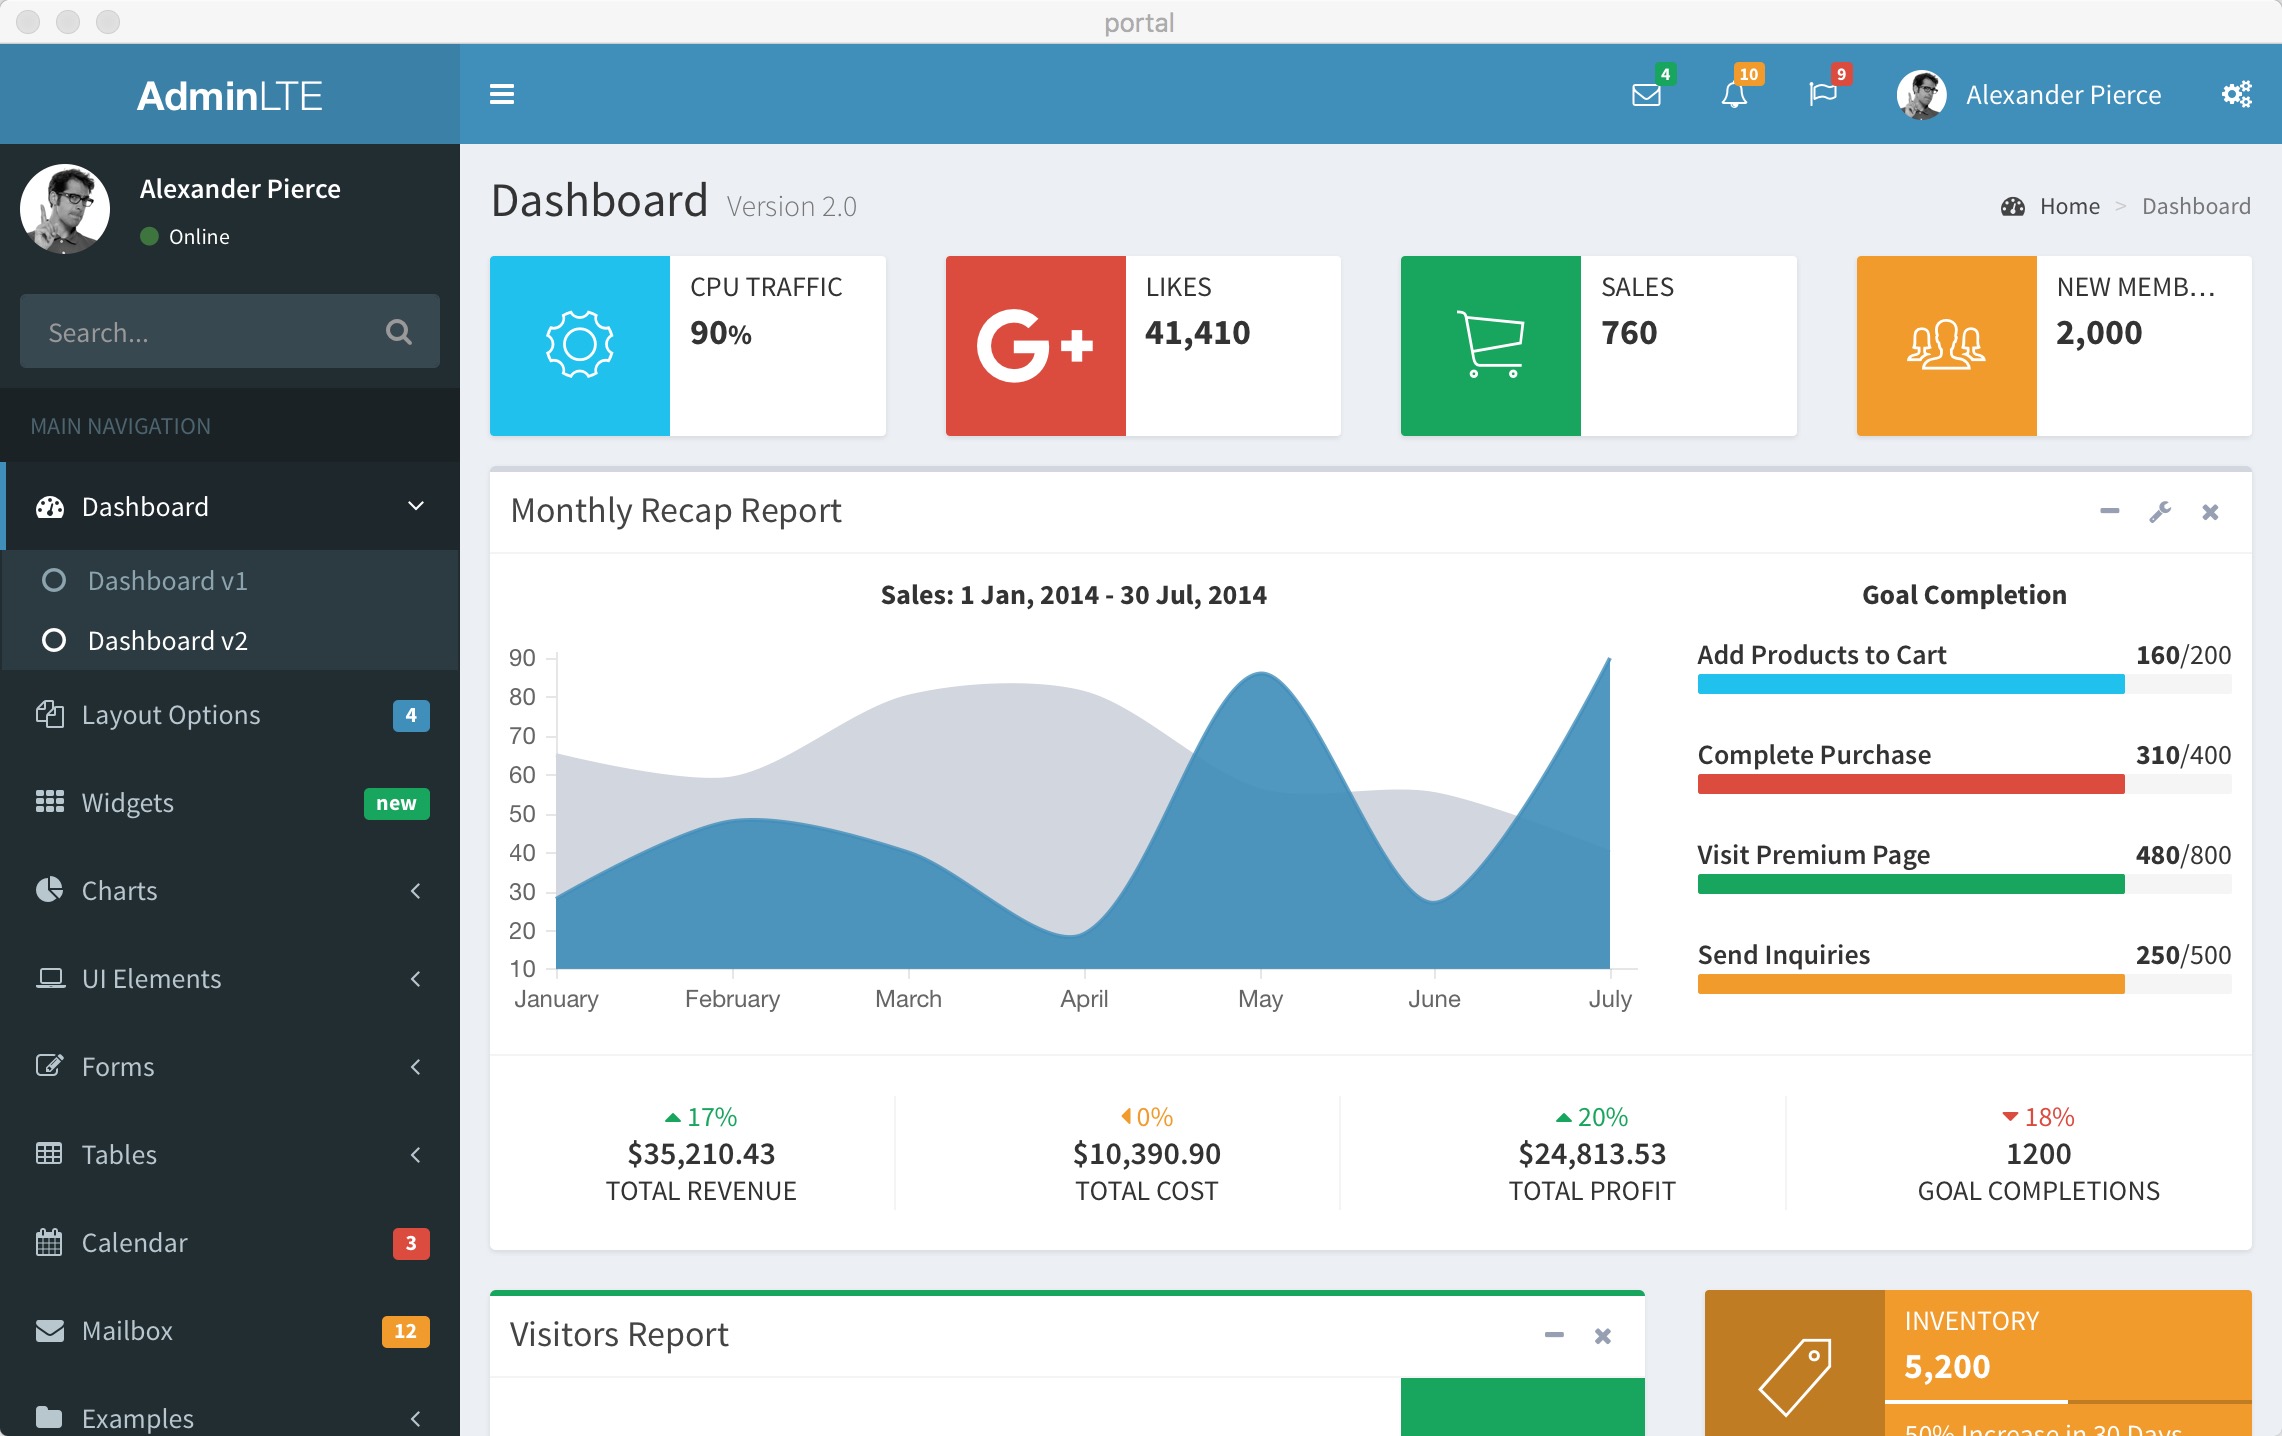 portal
AdminLTE
4
10
9
Alexander Pierce
Alexander Pierce
Online
Search...
MAIN NAVIGATION
Dashboard
Dashboard v1
Dashboard v2
Layout Options 4
Widgets new
Charts
UI Elements
Forms
Tables
Calendar 3
Mailbox 12
Examples
Dashboard Version 2.0
Home > Dashboard
CPU TRAFFIC
90%
G+
LIKES
41,410
SALES
760
NEW MEMB...
2,000
Monthly Recap Report
Sales: 1 Jan, 2014 - 30 Jul, 2014
90
80
70
60
50
40
30
20
10
January February March April May June July
Goal Completion
Add Products to Cart 160/200
Complete Purchase 310/400
Visit Premium Page 480/800
Send Inquiries 250/500
17%
$35,210.43
TOTAL REVENUE
0%
$10,390.90
TOTAL COST
20%
$24,813.53
TOTAL PROFIT
18%
1200
GOAL COMPLETIONS
Visitors Report
INVENTORY
5,200
50% Increase in 30 Days